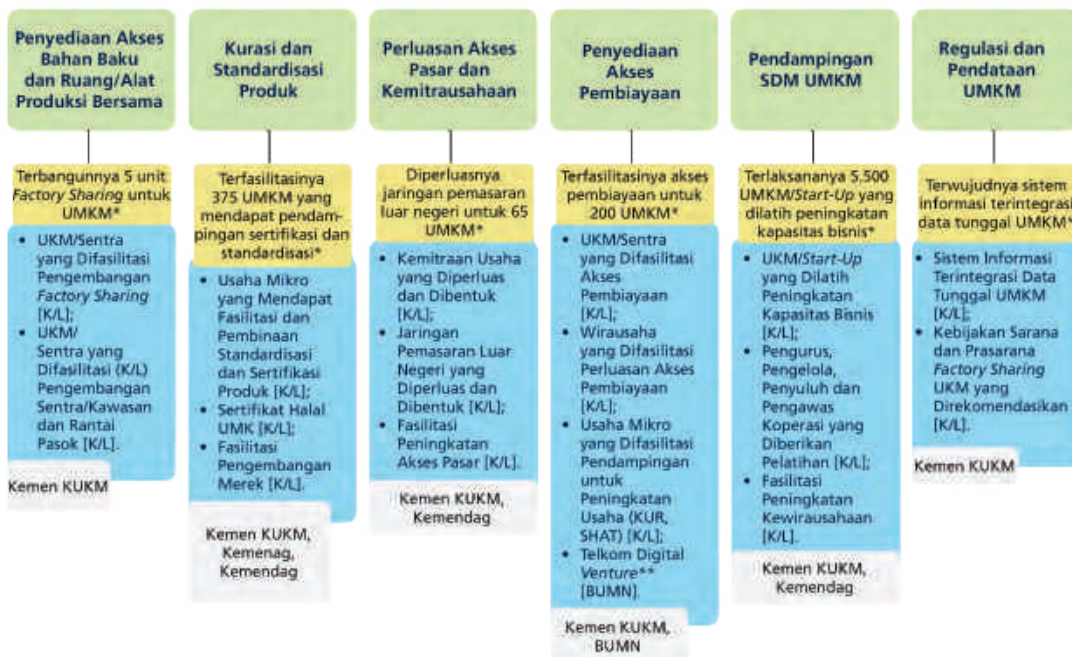 Penyediaan Akses
Bahan Baku
dan Ruang/Alat
Produksi Bersama
Terbangunnya 5 unit
Factory Sharing untuk
UMKM*
• UKM/Sentra
yang Difasilitasi
Pengembangan
Factory Sharing
[K/L];
• UKM/
Sentra yang
Difasilitasi (K/L)
Pengembangan
Sentra/Kawasan
dan Rantai
Pasok [K/L].
Kemen KUKM
Kurasi dan
Standardisasi
Produk
Terfasilitasinya
375 UMKM yang
mendapat pendam-
pingan sertifikasi dan
standardisasi*
• Usaha Mikro
yang Mendapat
Fasilitasi dan
Pembinaan
Standardisasi
dan Sertifikasi
Produk [K/L];
• Sertifikat Halal
UMK [K/L];
• Fasilitasi
Pengembangan
Merek [K/L].
Kemen KUKM,
Kemenag,
Kemendag
Perluasan Akses
Pasar dan
Kemitrausahaan
Diperluasnya
jaringan pemasaran
luar negeri untuk 65
UMKM*
• Kemitraan Usaha
yang Diperluas
dan Dibentuk
[K/L];
• Jaringan
Pemasaran Luar
Negeri yang
Diperluas dan
Dibentuk [K/L];
• Fasilitasi
Peningkatan
Akses Pasar [K/L].
Kemen KUKM,
Kemendag
Penyediaan
Akses
Pembiayaan
Terfasilitasinya akses
pembiayaan untuk
200 UMKM*
• UKM/Sentra
yang Difasilitasi
Akses
Pembiayaan
[K/L];
• Wirausaha
yang Difasilitasi
Perluasan Akses
Pembiayaan
[K/L];
• Usaha Mikro
yang Difasilitasi
Pendampingan
untuk
Peningkatan
Usaha (KUR,
SHAT) [K/L];
• Telkom Digital
Venture**
[BUMN].
Kemen KUKM,
BUMN
Pendampingan
SDM UMKM
Terlaksananya 5.500
UMKM/Start-Up yang
dilatih peningkatan
kapasitas bisnis*
• UKM/Start-Up
yang Dilatih
Peningkatan
Kapasitas Bisnis
[K/L];
• Pengurus,
Pengelola,
Penyuluh dan
Pengawas
Koperasi yang
Diberikan
Pelatihan [K/L];
• Fasilitasi
Peningkatan
Kewirausahaan
[K/L].
Kemen KUKM,
Kemendag
Regulasi dan
Pendataan
UMKM
Terwujudnya sistem
informasi terintegrasi
data tunggal UMKM*
• Sistem Informasi
Terintegrasi Data
Tunggal UMKM
[K/L];
• Kebijakan Sarana
dan Prasarana
Factory Sharing
UKM yang
Direkomendasikan
[K/L].
Kemen KUKM